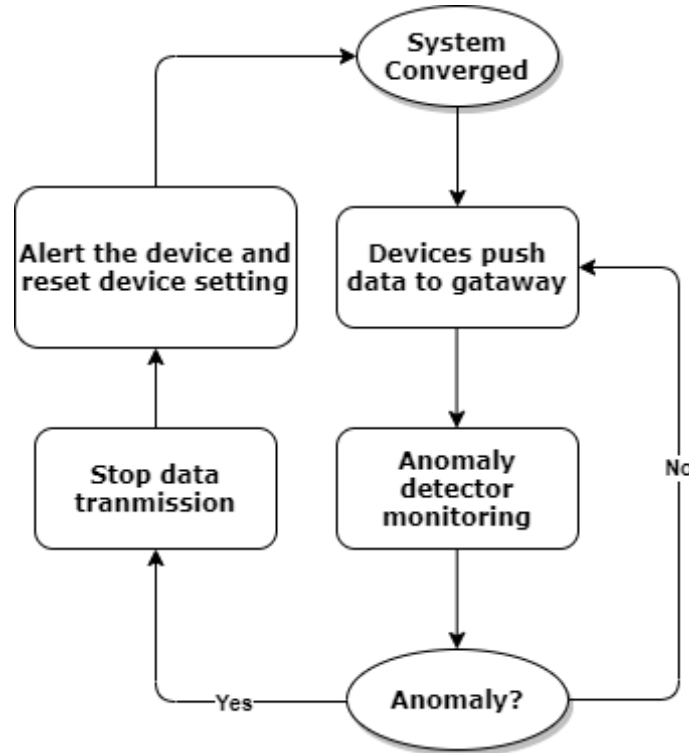 System
Converged
Alert the device and
reset device setting
Devices push
data to gataway
Stop data
tranmission
Anomaly
detector
monitoring
No
Yes
Anomaly?